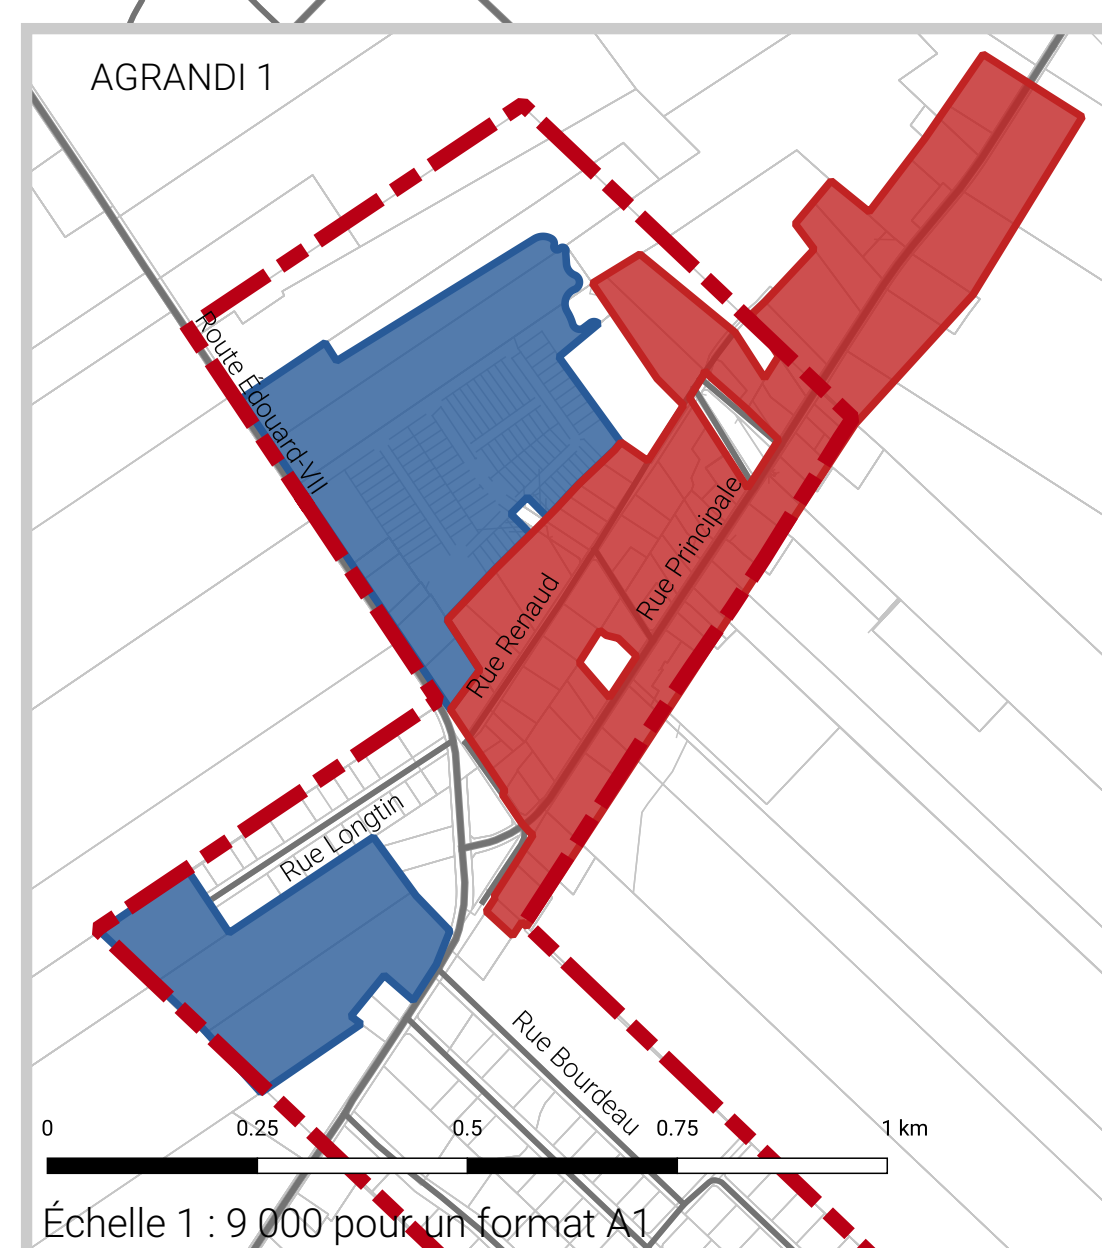 AGRANDI 1
Route Édouard-VII
Rue Principale
Rue Renaud
Rue Longtin
Rue Bourdeau
0 0.25 0.5 0.75 1 km
Échelle 1 : 9 000 pour un format A1